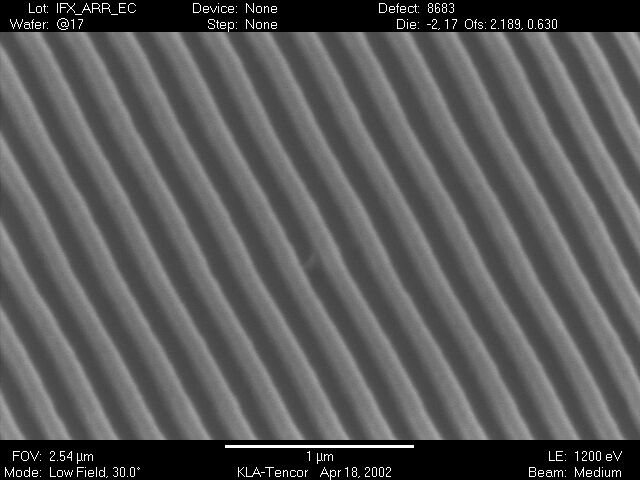 Lot: IFX_ARR_EC Device: None Defect: 8683
Wafer: @17 Step: None Die: -2, 17 Ofs: 2.189, 0.630
FOV: 2.54 µm 1 µm LE: 1200 eV
Mode: Low Field, 30.0° KLA-Tencor Apr 18, 2002 Beam: Medium